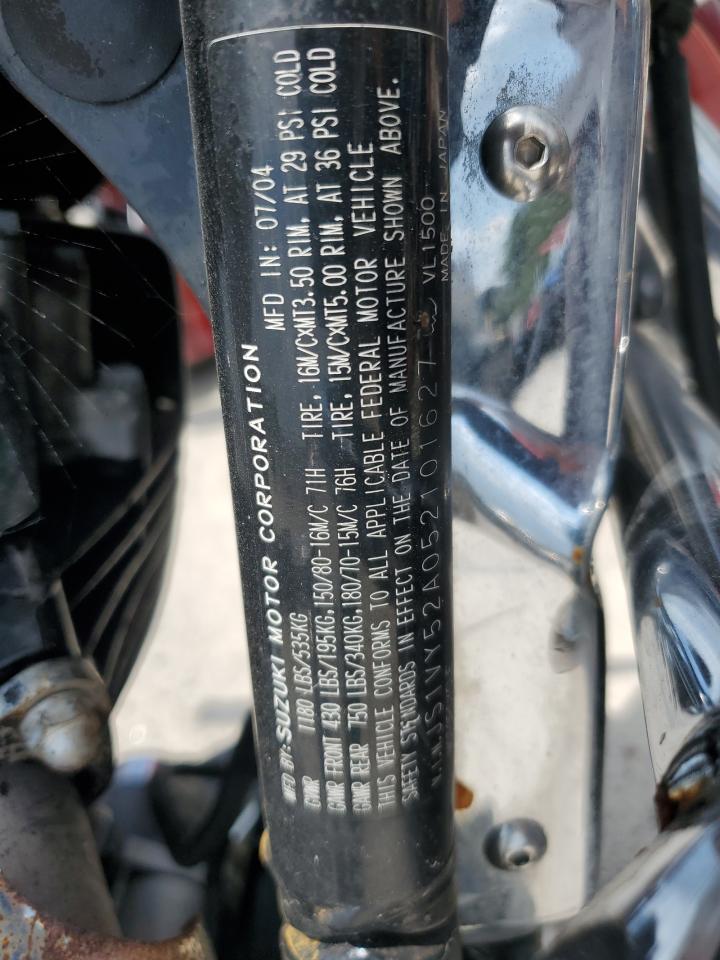 MFD BY:SUZUKI MOTOR CORPORATION MFD IN: 07/04
GVWR 1180 LBS/535KG
GAWR FRONT 430 LBS/195KG,150/80-16M/C 71H TIRE, 16M/CXMT3.50 RIM, AT 29 PSI COLD
GAWR REAR 750 LBS/340KG,180/70-15M/C 76H TIRE, 15M/CXMT5.00 RIM, AT 36 PSI COLD
THIS VEHICLE CONFORMS TO ALL APPLICABLE FEDERAL MOTOR VEHICLE
SAFETY STENDARDS IN EFFECT ON THE DATE OF MANUFACTURE SHOWN ABOVE.
JS1VY52A052101627 VL1500
MADE IN JAPAN